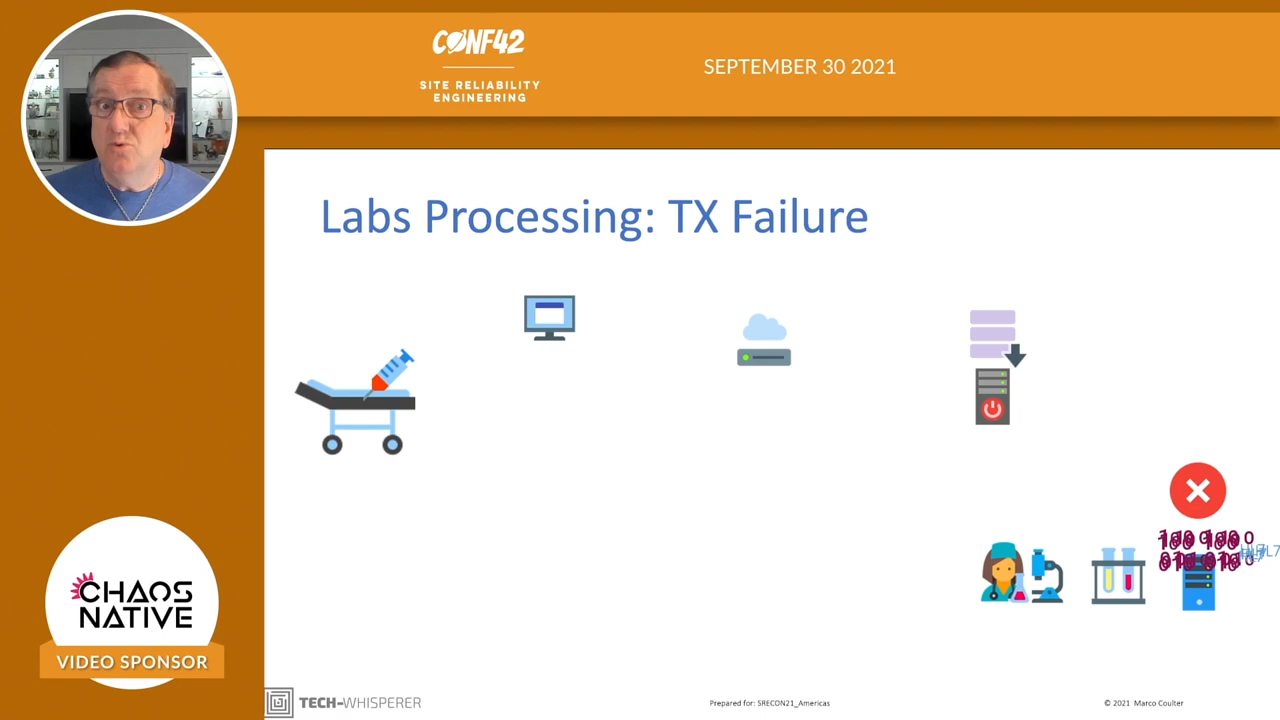 CONF42
SITE RELIABILITY
ENGINEERING
SEPTEMBER 30 2021
Labs Processing: TX Failure
CHAOS
NATIVE
VIDEO SPONSOR
TECH-WHISPERER
Prepared for: SRECON21_Americas
© 2021 Marco Coulter